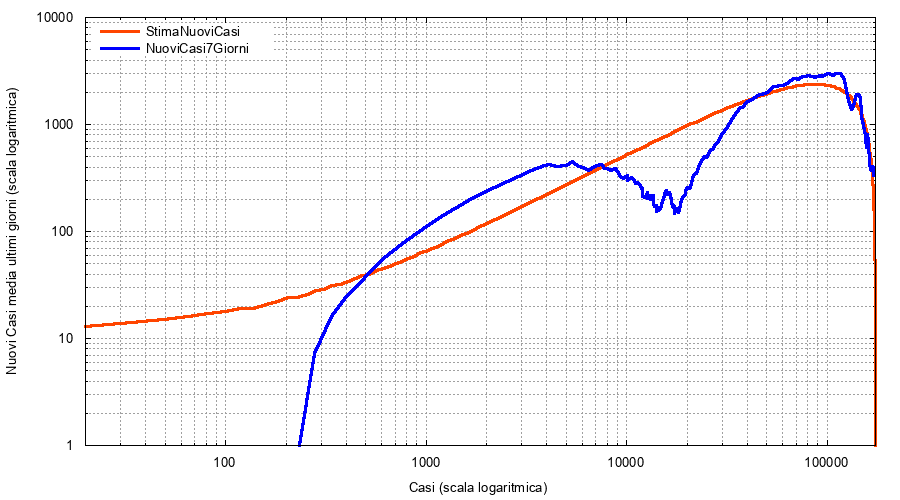 10000
StimaNuoviCasi
NuoviCasi7Giorni
1000
100
10
1
Nuovi Casi media ultimi giorni (scala logaritmica)
100
1000
10000
100000
Casi (scala logaritmica)